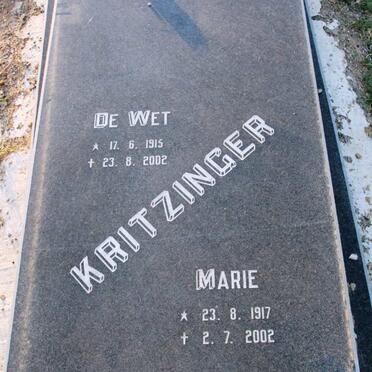 De Wet
* 17. 6. 1915
† 23. 8. 2002
KRITZINGER
Marie
* 23. 8. 1917
† 2. 7. 2002